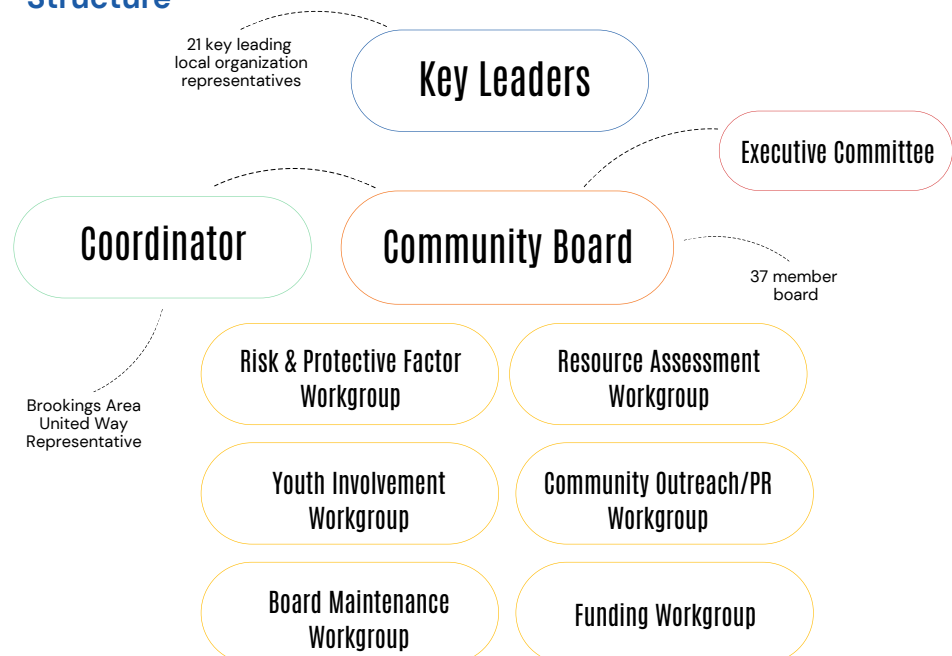 Structure
21 key leading
local organization
representatives
Key Leaders
Executive Committee
Coordinator
Community Board
37 member
board
Risk & Protective Factor
Workgroup
Resource Assessment
Workgroup
Brookings Area
United Way
Representative
Youth Involvement
Workgroup
Community Outreach/PR
Workgroup
Board Maintenance
Workgroup
Funding Workgroup